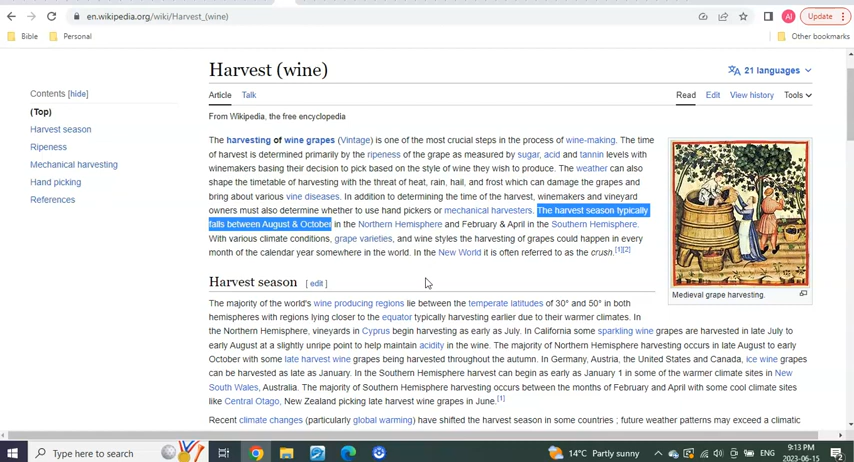 en.wikipedia.org/wiki/Harvest_(wine)
AI
Update
Bible
Personal
Other bookmarks
Harvest (wine)
21 languages
Contents [hide]
(Top)
Harvest season
Ripeness
Mechanical harvesting
Hand picking
References
Article
Talk
Read
Edit
View history
Tools
From Wikipedia, the free encyclopedia
The harvesting of wine grapes (Vintage) is one of the most crucial steps in the process of wine-making. The time
of harvest is determined primarily by the ripeness of the grape as measured by sugar, acid and tannin levels with
winemakers basing their decision to pick based on the style of wine they wish to produce. The weather can also
shape the timetable of harvesting with the threat of heat, rain, hail, and frost which can damage the grapes and
bring about various vine diseases. In addition to determining the time of the harvest, winemakers and vineyard
owners must also determine whether to use hand pickers or mechanical harvesters. The harvest season typically
falls between August & October in the Northern Hemisphere and February & April in the Southern Hemisphere.
With various climate conditions, grape varieties, and wine styles the harvesting of grapes could happen in every
month of the calendar year somewhere in the world. In the New World it is often referred to as the crush.[1][2]
Medieval grape harvesting.
Harvest season [ edit ]
The majority of the world's wine producing regions lie between the temperate latitudes of 30° and 50° in both
hemispheres with regions lying closer to the equator typically harvesting earlier due to their warmer climates. In
the Northern Hemisphere, vineyards in Cyprus begin harvesting as early as July. In California some sparkling wine grapes are harvested in late July to
early August at a slightly unripe point to help maintain acidity in the wine. The majority of Northern Hemisphere harvesting occurs in late August to early
October with some late harvest wine grapes being harvested throughout the autumn. In Germany, Austria, the United States and Canada, ice wine grapes
can be harvested as late as January. In the Southern Hemisphere harvest can begin as early as January 1 in some of the warmer climate sites in New
South Wales, Australia. The majority of Southern Hemisphere harvesting occurs between the months of February and April with some cool climate sites
like Central Otago, New Zealand picking late harvest wine grapes in June.[1]
Recent climate changes (particularly global warming) have shifted the harvest season in some countries ; future weather patterns may exceed a climatic
Type here to search
14°C Partly sunny
ENG
9:13 PM
2023-06-15
2